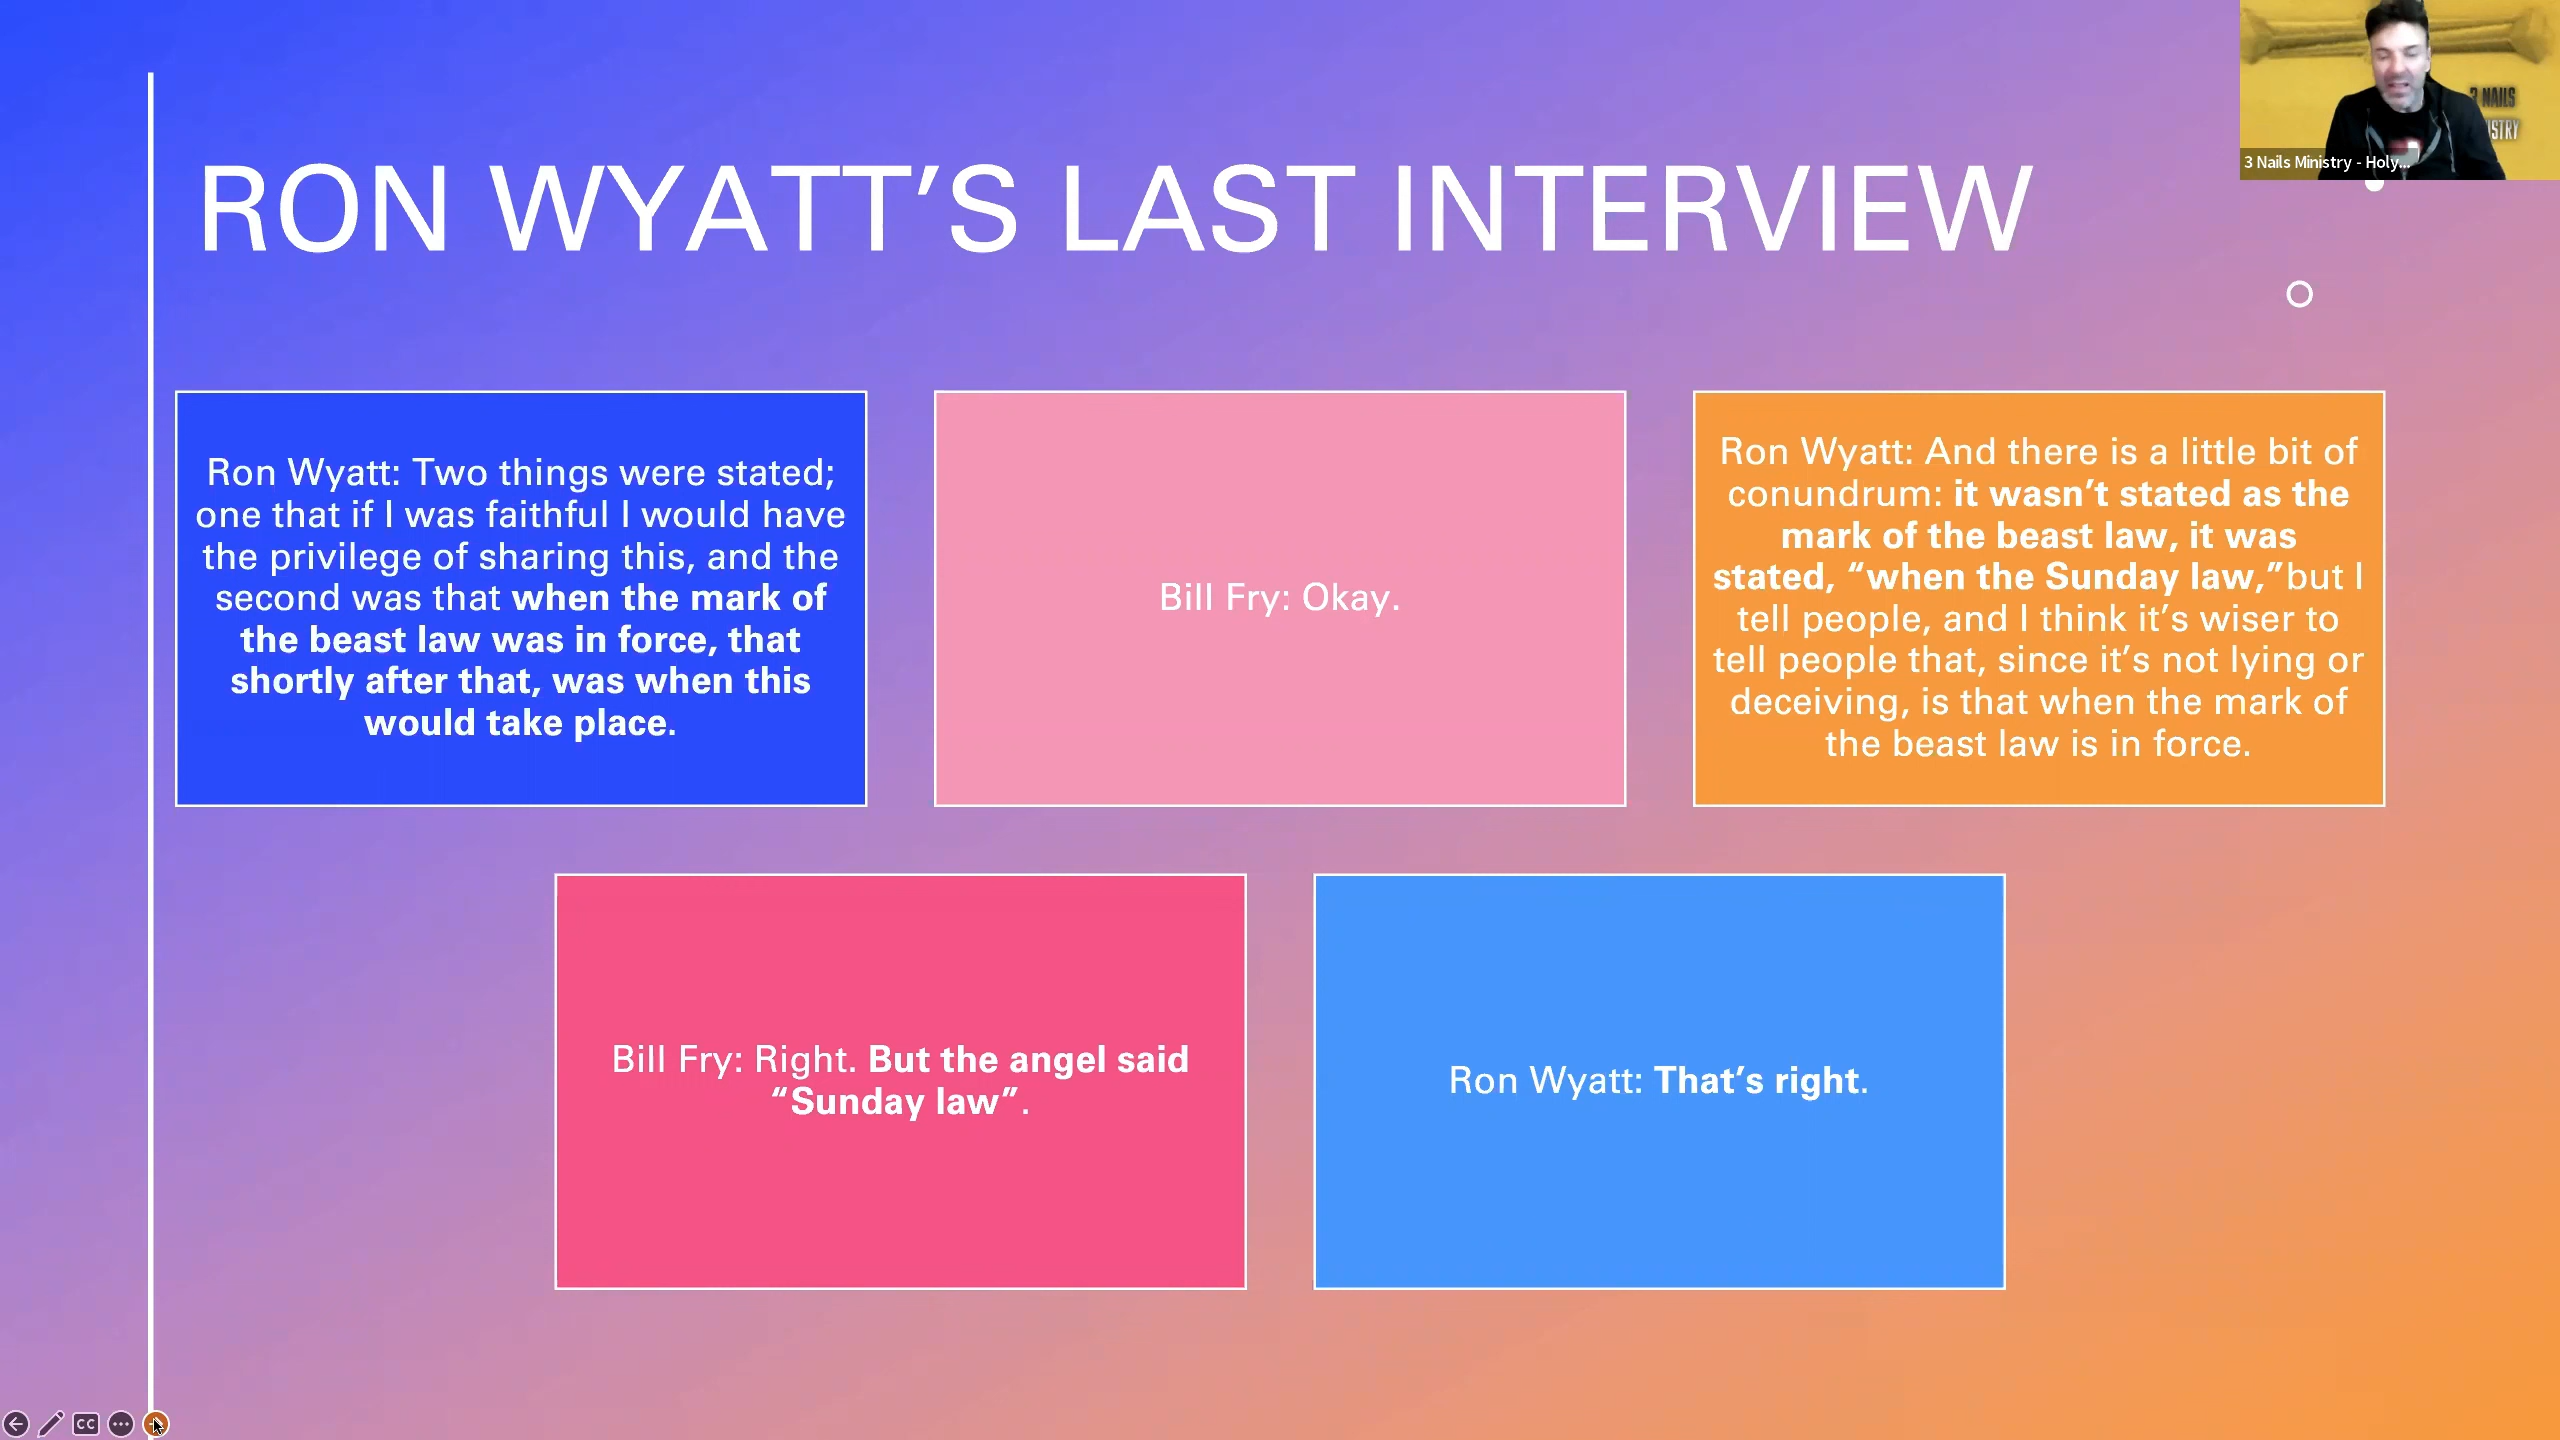 3 NAILS
ISTRY
3 Nails Ministry - Holy...
RON WYATT’S LAST INTERVIEW
Ron Wyatt: Two things were stated;
one that if I was faithful I would have
the privilege of sharing this, and the
second was that when the mark of
the beast law was in force, that
shortly after that, was when this
would take place.
Bill Fry: Okay.
Ron Wyatt: And there is a little bit of
conundrum: it wasn’t stated as the
mark of the beast law, it was
stated, “when the Sunday law,”but I
tell people, and I think it’s wiser to
tell people that, since it’s not lying or
deceiving, is that when the mark of
the beast law is in force.
Bill Fry: Right. But the angel said
“Sunday law”.
Ron Wyatt: That’s right.
CC